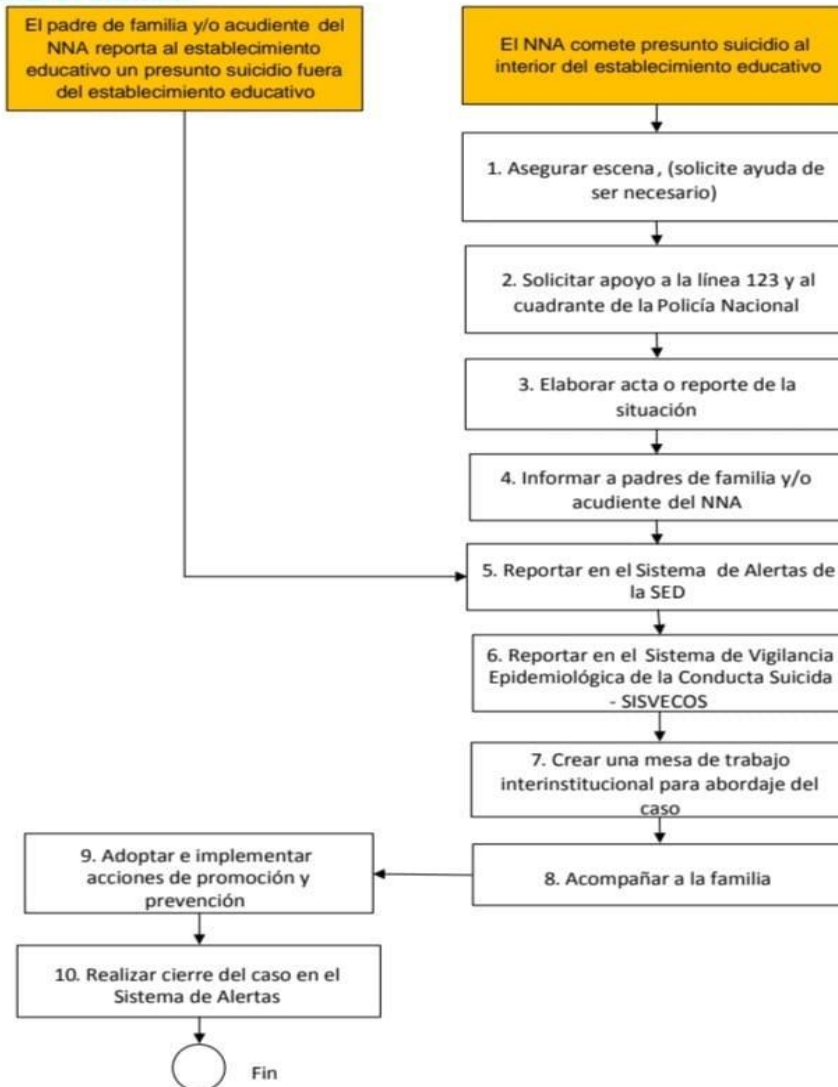 El padre de familia y/o acudiente del
NNA reporta al establecimiento
educativo un presunto suicidio fuera
del establecimiento educativo
El NNA comete presunto suicidio al
interior del establecimiento educativo
1. Asegurar escena, (solicite ayuda de
ser necesario)
2. Solicitar apoyo a la línea 123 y al
cuadrante de la Policía Nacional
3. Elaborar acta o reporte de la
situación
4. Informar a padres de familia y/o
acudiente del NNA
5. Reportar en el Sistema de Alertas de
la SED
6. Reportar en el Sistema de Vigilancia
Epidemiológica de la Conducta Suicida
- SISVECOS
7. Crear una mesa de trabajo
interinstitucional para abordaje del
caso
8. Acompañar a la familia
9. Adoptar e implementar
acciones de promoción y
prevención
10. Realizar cierre del caso en el
Sistema de Alertas
Fin